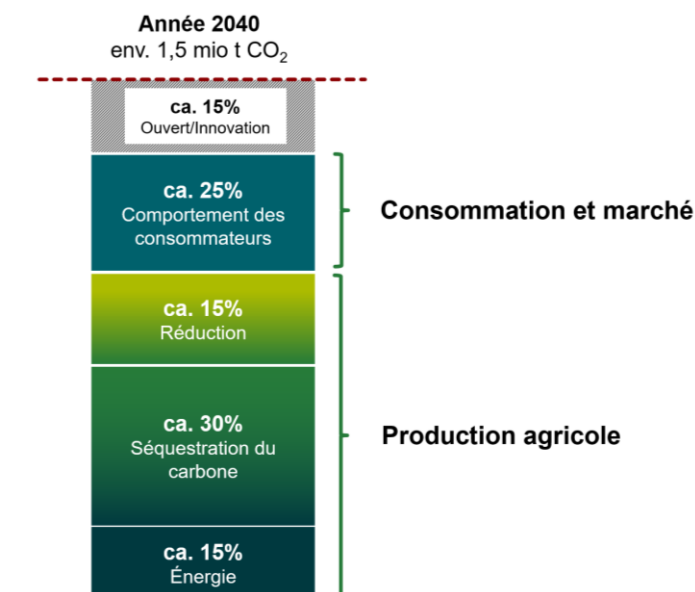 Année 2040
env. 1,5 mio t CO₂
ca. 15%
Ouvert/Innovation
ca. 25%
Comportement des
consommateurs
Consommation et marché
ca. 15%
Réduction
ca. 30%
Séquestration du
carbone
Production agricole
ca. 15%
Énergie